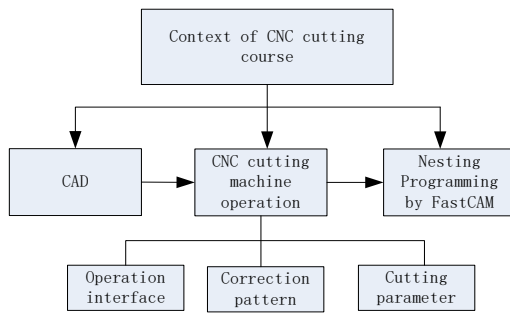 Context of CNC cutting
course
CAD
CNC cutting
machine
operation
Nesting
Programming
by FastCAM
Operation
interface
Correction
pattern
Cutting
parameter